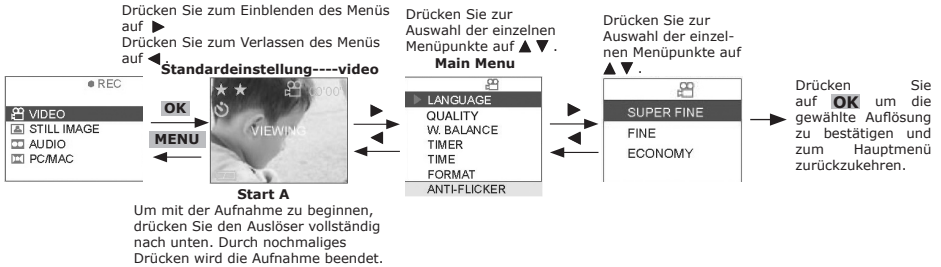 Drücken Sie zum Einblenden des Menüs
auf ▶
Drücken Sie zum Verlassen des Menüs
auf ◀.
Standardeinstellung----video
● REC
VIDEO
STILL IMAGE
AUDIO
PC/MAC
OK
MENU
★ ★ 00'00"
VIEWING
Start A
Um mit der Aufnahme zu beginnen,
drücken Sie den Auslöser vollständig
nach unten. Durch nochmaliges
Drücken wird die Aufnahme beendet.
Drücken Sie zur
Auswahl der einzelnen
Menüpunkte auf ▲ ▼ .
Main Menu
LANGUAGE
QUALITY
W. BALANCE
TIMER
TIME
FORMAT
ANTI-FLICKER
Drücken Sie zur
Auswahl der einzel-
nen Menüpunkte auf
▲ ▼ .
SUPER FINE
FINE
ECONOMY
Drücken Sie
auf OK um die
gewählte Auflösung
zu bestätigen und
zum Hauptmenü
zurückzukehren.